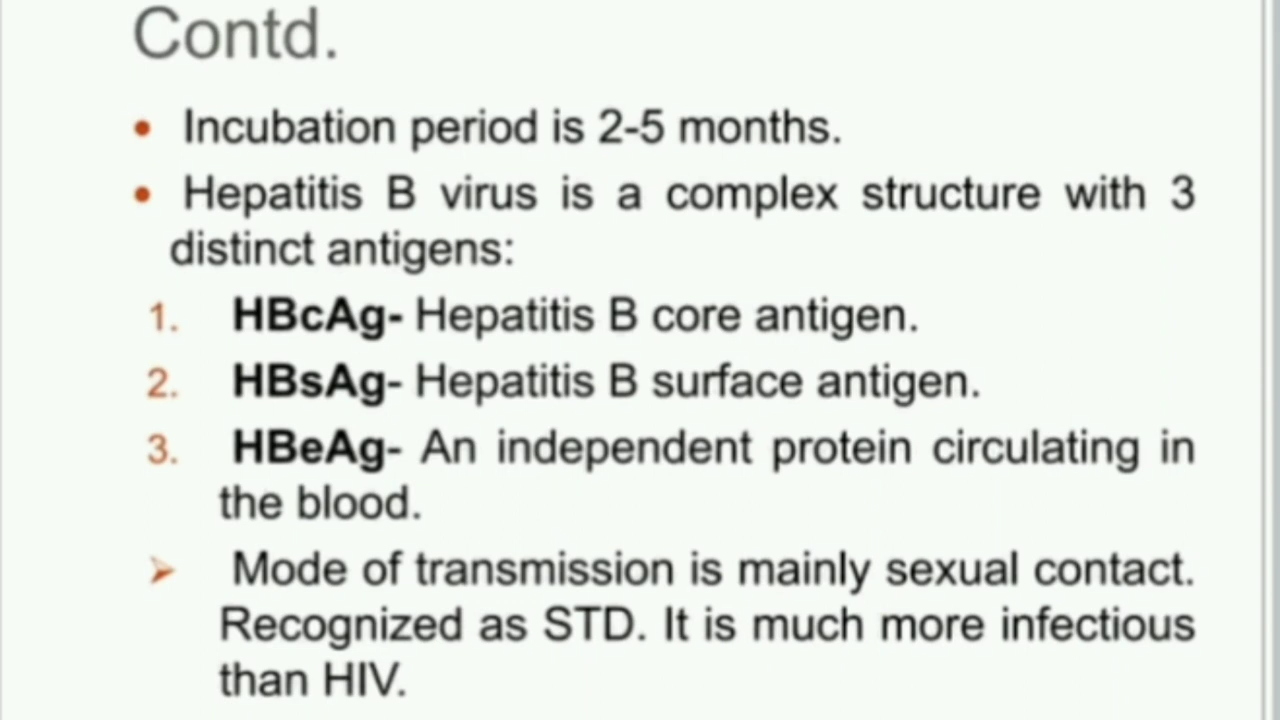 Contd.
• Incubation period is 2-5 months.
• Hepatitis B virus is a complex structure with 3
distinct antigens:
1. HBcAg- Hepatitis B core antigen.
2. HBsAg- Hepatitis B surface antigen.
3. HBeAg- An independent protein circulating in
the blood.
➢ Mode of transmission is mainly sexual contact.
Recognized as STD. It is much more infectious
than HIV.